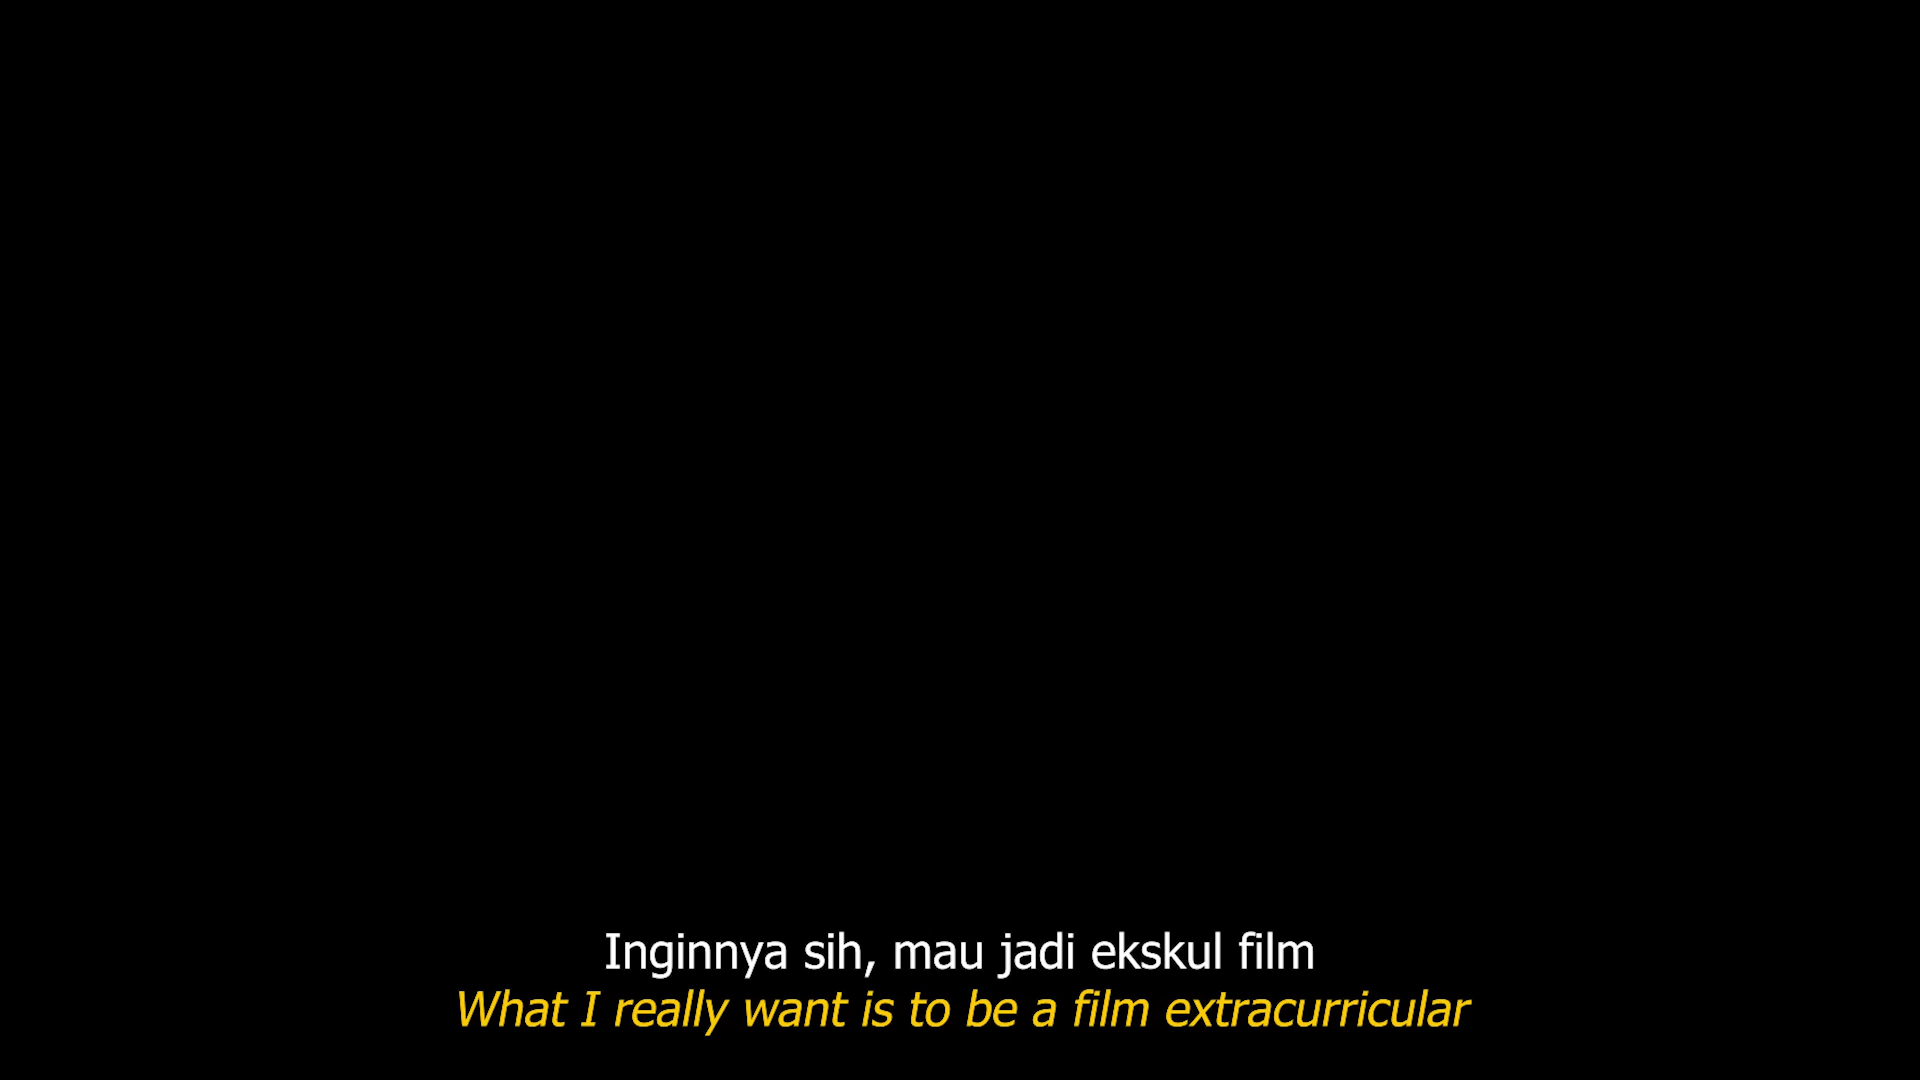 Inginnya sih, mau jadi ekskul film
What I really want is to be a film extracurricular